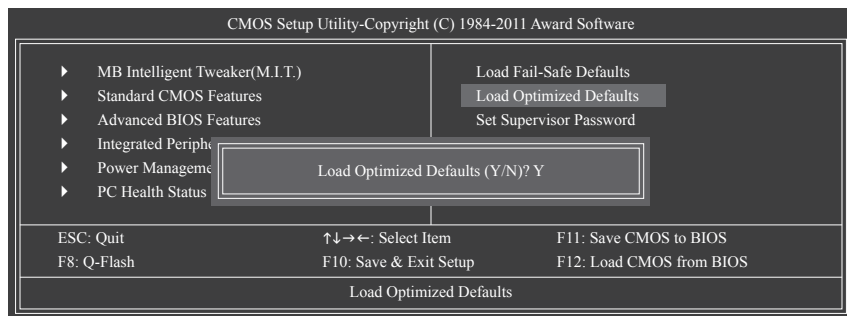 CMOS Setup Utility-Copyright (C) 1984-2011 Award Software
MB Intelligent Tweaker(M.I.T.)
Standard CMOS Features
Advanced BIOS Features
Integrated Periphe
Power Manageme
PC Health Status
Load Fail-Safe Defaults
Load Optimized Defaults
Set Supervisor Password
Load Optimized Defaults (Y/N)? Y
ESC: Quit ↑↓→←: Select Item F11: Save CMOS to BIOS
F8: Q-Flash F10: Save & Exit Setup F12: Load CMOS from BIOS
Load Optimized Defaults